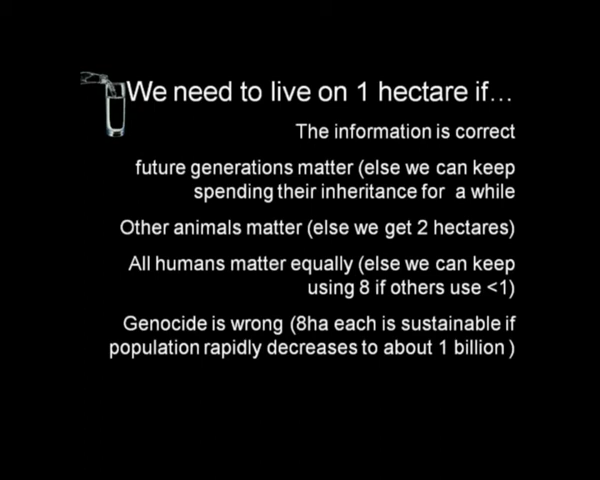 We need to live on 1 hectare if…
The information is correct
future generations matter (else we can keep
spending their inheritance for a while
Other animals matter (else we get 2 hectares)
All humans matter equally (else we can keep
using 8 if others use <1)
Genocide is wrong (8ha each is sustainable if
population rapidly decreases to about 1 billion )